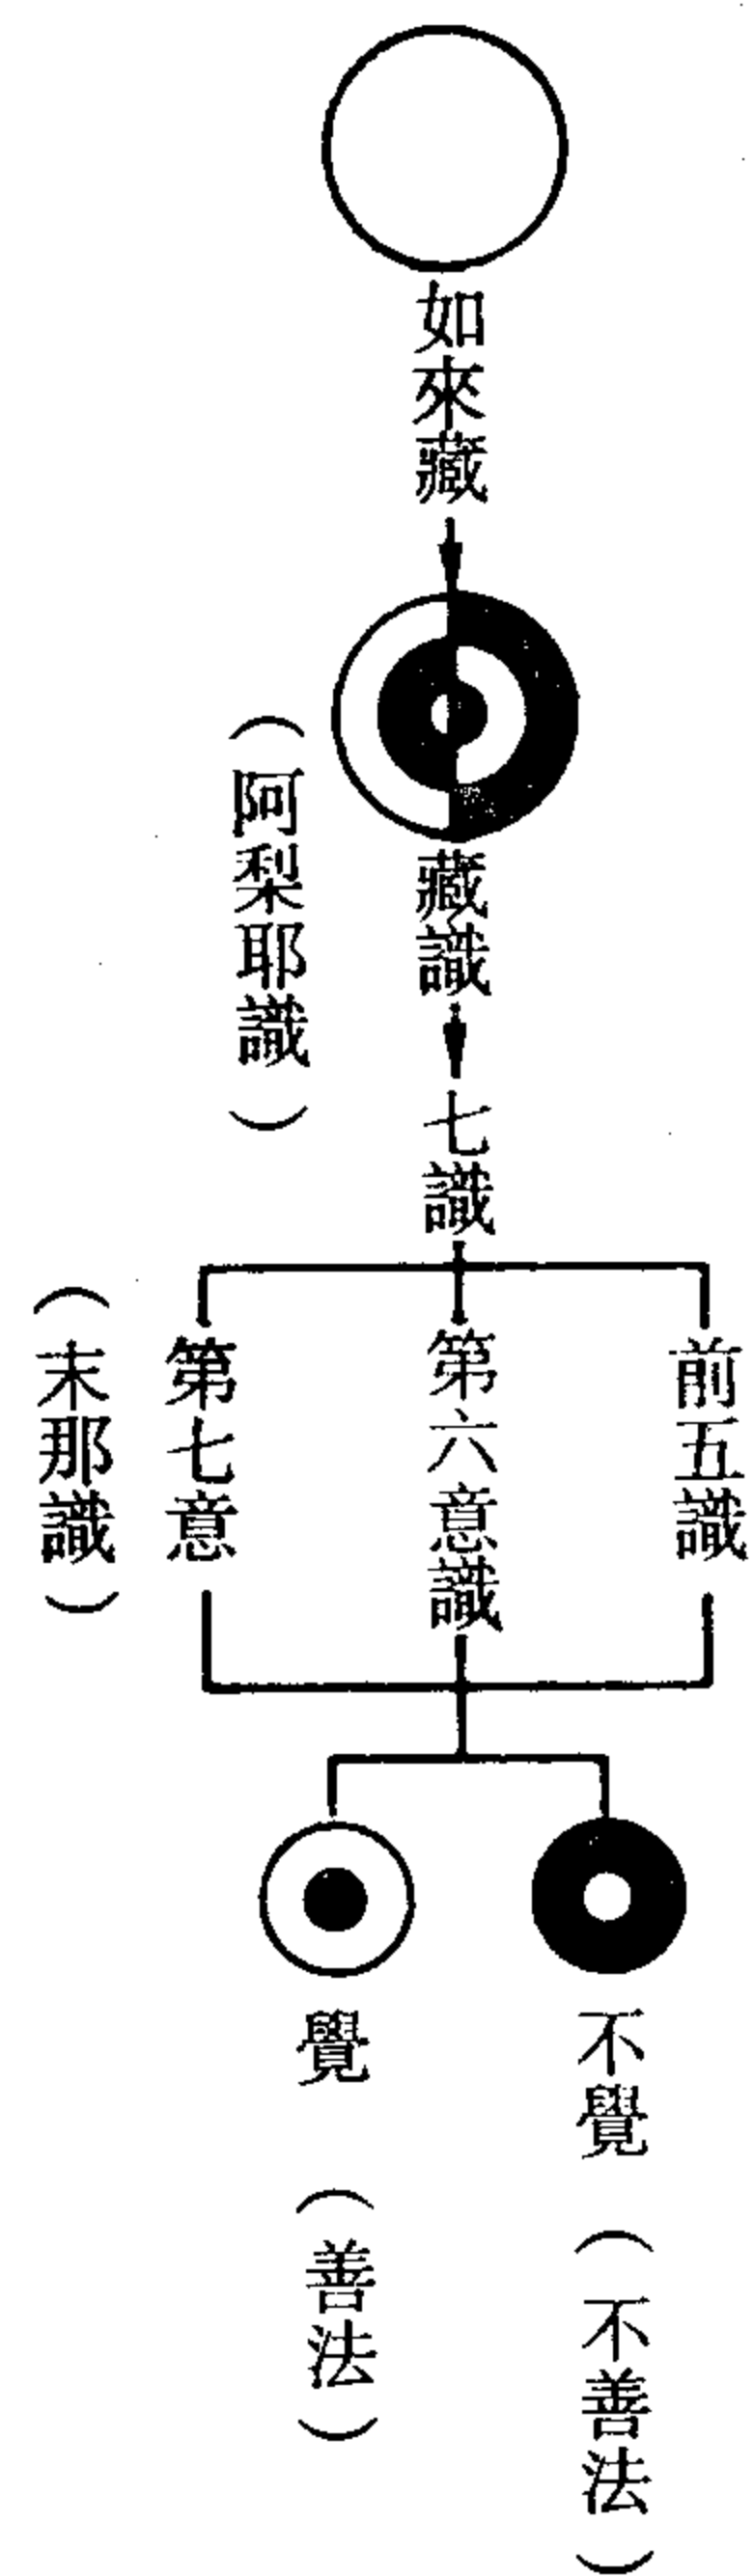 如來藏
藏識
（阿梨耶識）
七識
前五識
第六意識
第七意
（末那識）
不覺（不善法）
覺（善法）